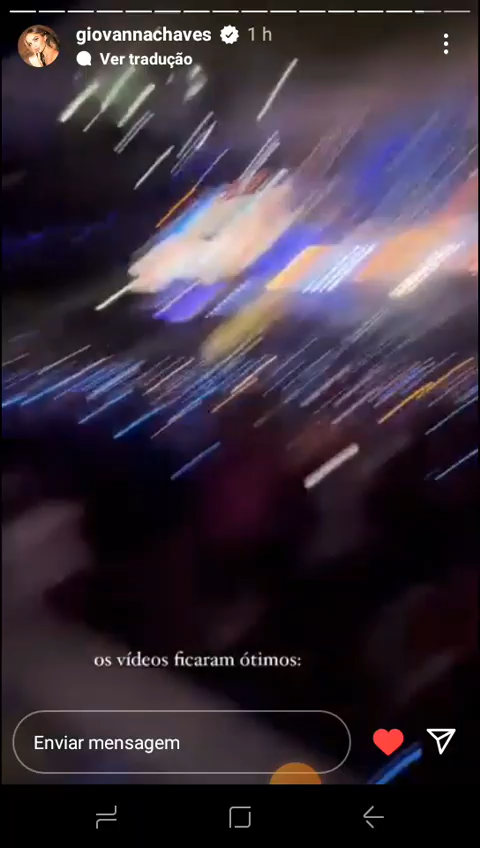 giovannachaves 1 h
Ver tradução
os vídeos ficaram ótimos:
Enviar mensagem